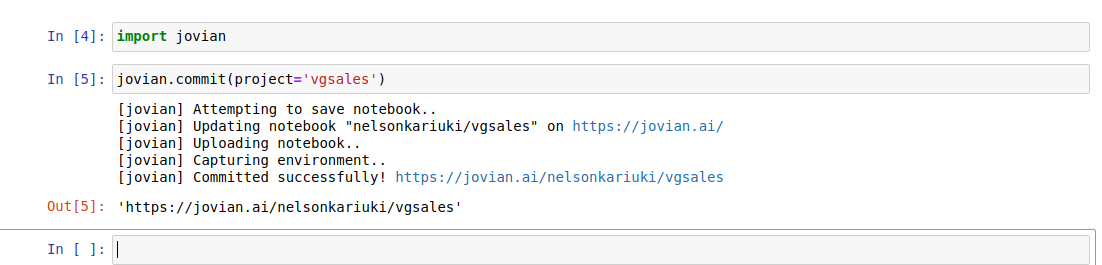 In [4]: import jovian
In [5]: jovian.commit(project='vgsales')
[jovian] Attempting to save notebook..
[jovian] Updating notebook "nelsonkariuki/vgsales" on https://jovian.ai/
[jovian] Uploading notebook..
[jovian] Capturing environment..
[jovian] Committed successfully! https://jovian.ai/nelsonkariuki/vgsales
Out[5]: 'https://jovian.ai/nelsonkariuki/vgsales'
In [ ]: